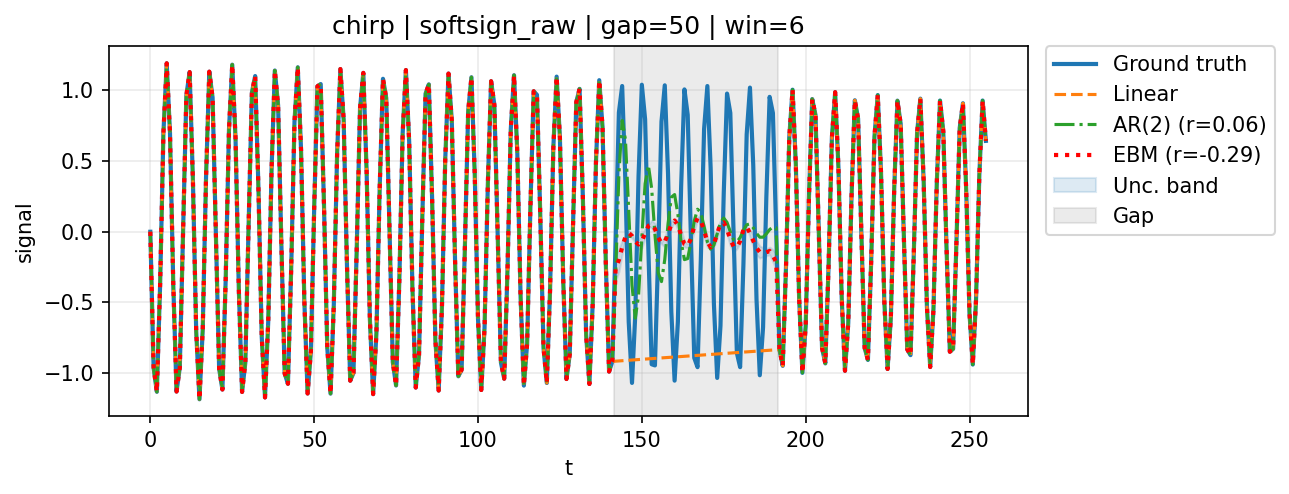 chirp | softsign_raw | gap=50 | win=6
signal
1.0
0.5
0.0
−0.5
−1.0
0
50
100
150
200
250
t
Ground truth
Linear
AR(2) (r=0.06)
EBM (r=-0.29)
Unc. band
Gap